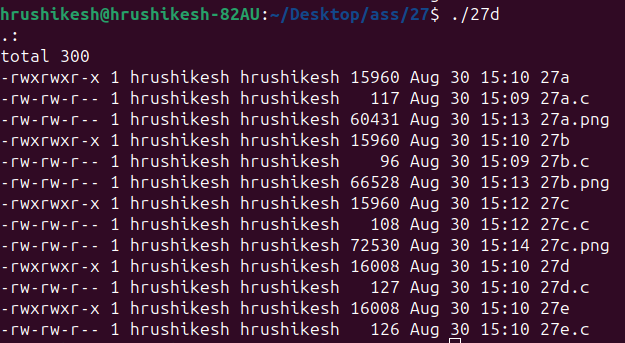 hrushikesh@hrushikesh-82AU:~/Desktop/ass/27$ ./27d
.:
total 300
-rwxrwxr-x 1 hrushikesh hrushikesh 15960 Aug 30 15:10 27a
-rw-rw-r-- 1 hrushikesh hrushikesh   117 Aug 30 15:09 27a.c
-rw-rw-r-- 1 hrushikesh hrushikesh 60431 Aug 30 15:13 27a.png
-rwxrwxr-x 1 hrushikesh hrushikesh 15960 Aug 30 15:10 27b
-rw-rw-r-- 1 hrushikesh hrushikesh    96 Aug 30 15:09 27b.c
-rw-rw-r-- 1 hrushikesh hrushikesh 66528 Aug 30 15:13 27b.png
-rwxrwxr-x 1 hrushikesh hrushikesh 15960 Aug 30 15:12 27c
-rw-rw-r-- 1 hrushikesh hrushikesh   108 Aug 30 15:12 27c.c
-rw-rw-r-- 1 hrushikesh hrushikesh 72530 Aug 30 15:14 27c.png
-rwxrwxr-x 1 hrushikesh hrushikesh 16008 Aug 30 15:10 27d
-rw-rw-r-- 1 hrushikesh hrushikesh   127 Aug 30 15:10 27d.c
-rwxrwxr-x 1 hrushikesh hrushikesh 16008 Aug 30 15:10 27e
-rw-rw-r-- 1 hrushikesh hrushikesh   126 Aug 30 15:10 27e.c